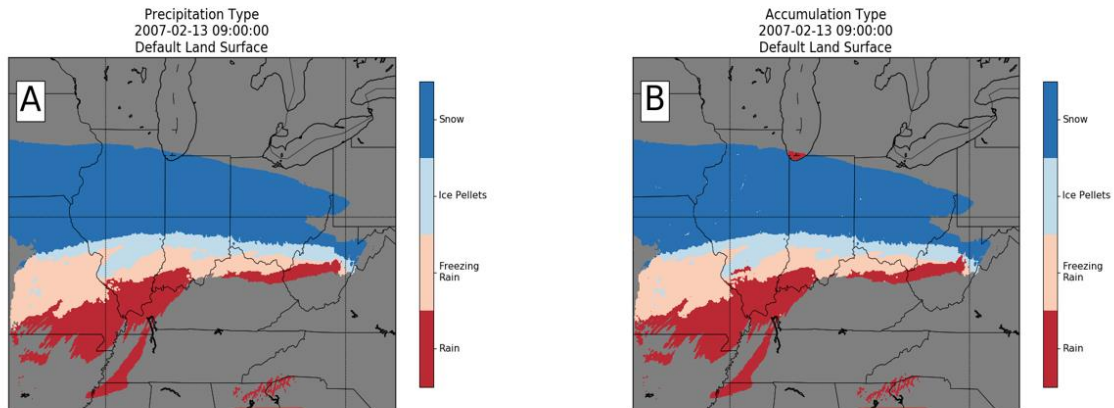 Precipitation Type
2007-02-13 09:00:00
Default Land Surface
A
Snow
Ice Pellets
Freezing
Rain
Rain
Accumulation Type
2007-02-13 09:00:00
Default Land Surface
B
Snow
Ice Pellets
Freezing
Rain
Rain